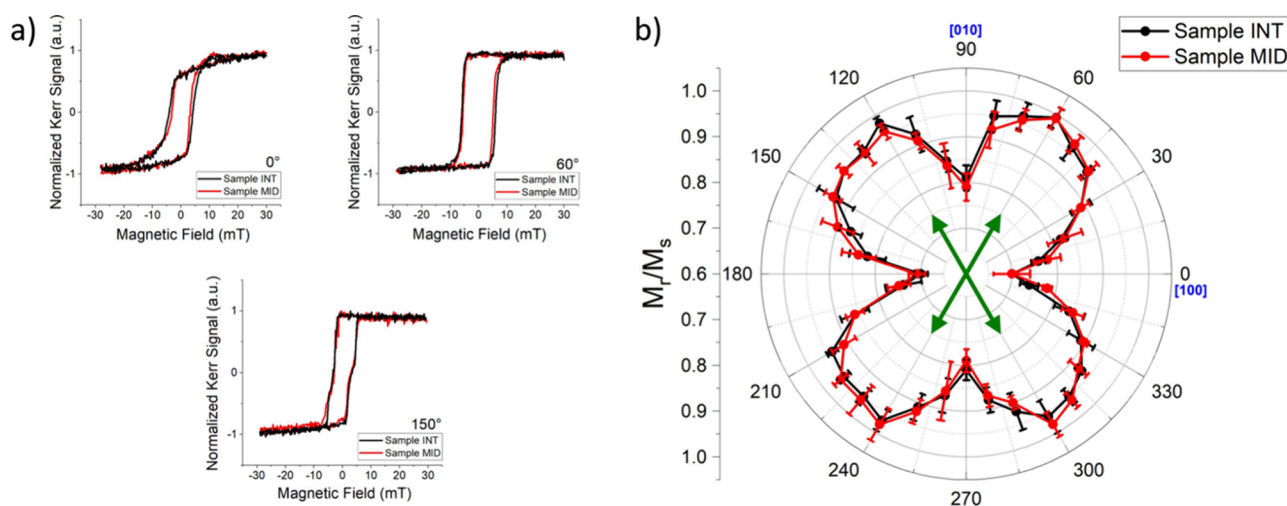 a)
Normalized Kerr Signal (a.u.)
1
0
-1
0°
Sample INT
Sample MID
-30 -20 -10 0 10 20 30
Magnetic Field (mT)
Normalized Kerr Signal (a.u.)
1
0
-1
60°
Sample INT
Sample MID
-30 -20 -10 0 10 20 30
Magnetic Field (mT)
Normalized Kerr Signal (a.u.)
1
0
-1
150°
Sample INT
Sample MID
-30 -20 -10 0 10 20 30
Magnetic Field (mT)
b)
Sample INT
Sample MID
[010]
90
120
60
150
30
180
0
[100]
210
330
240
300
270
Mr/Ms
1.0
0.9
0.8
0.7
0.6
0.7
0.8
0.9
1.0